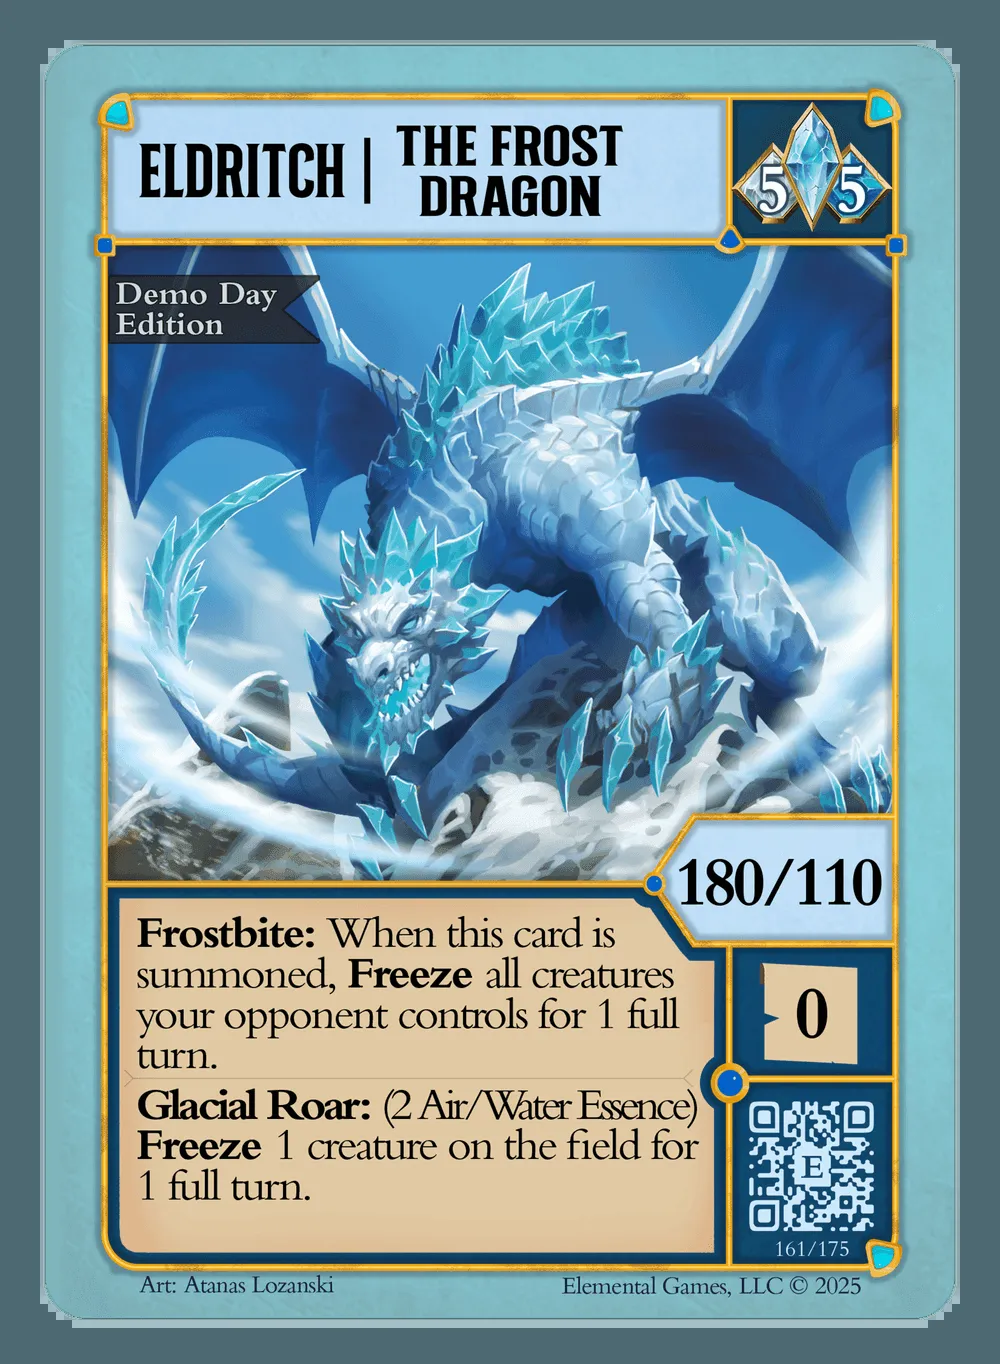 ELDRITCH | THE FROST
DRAGON
5 5
Demo Day
Edition
180/110
Frostbite: When this card is
summoned, Freeze all creatures
your opponent controls for 1 full
turn.
0
Glacial Roar: (2 Air/Water Essence)
Freeze 1 creature on the field for
1 full turn.
E
161/175
Art: Atanas Lozanski
Elemental Games, LLC © 2025